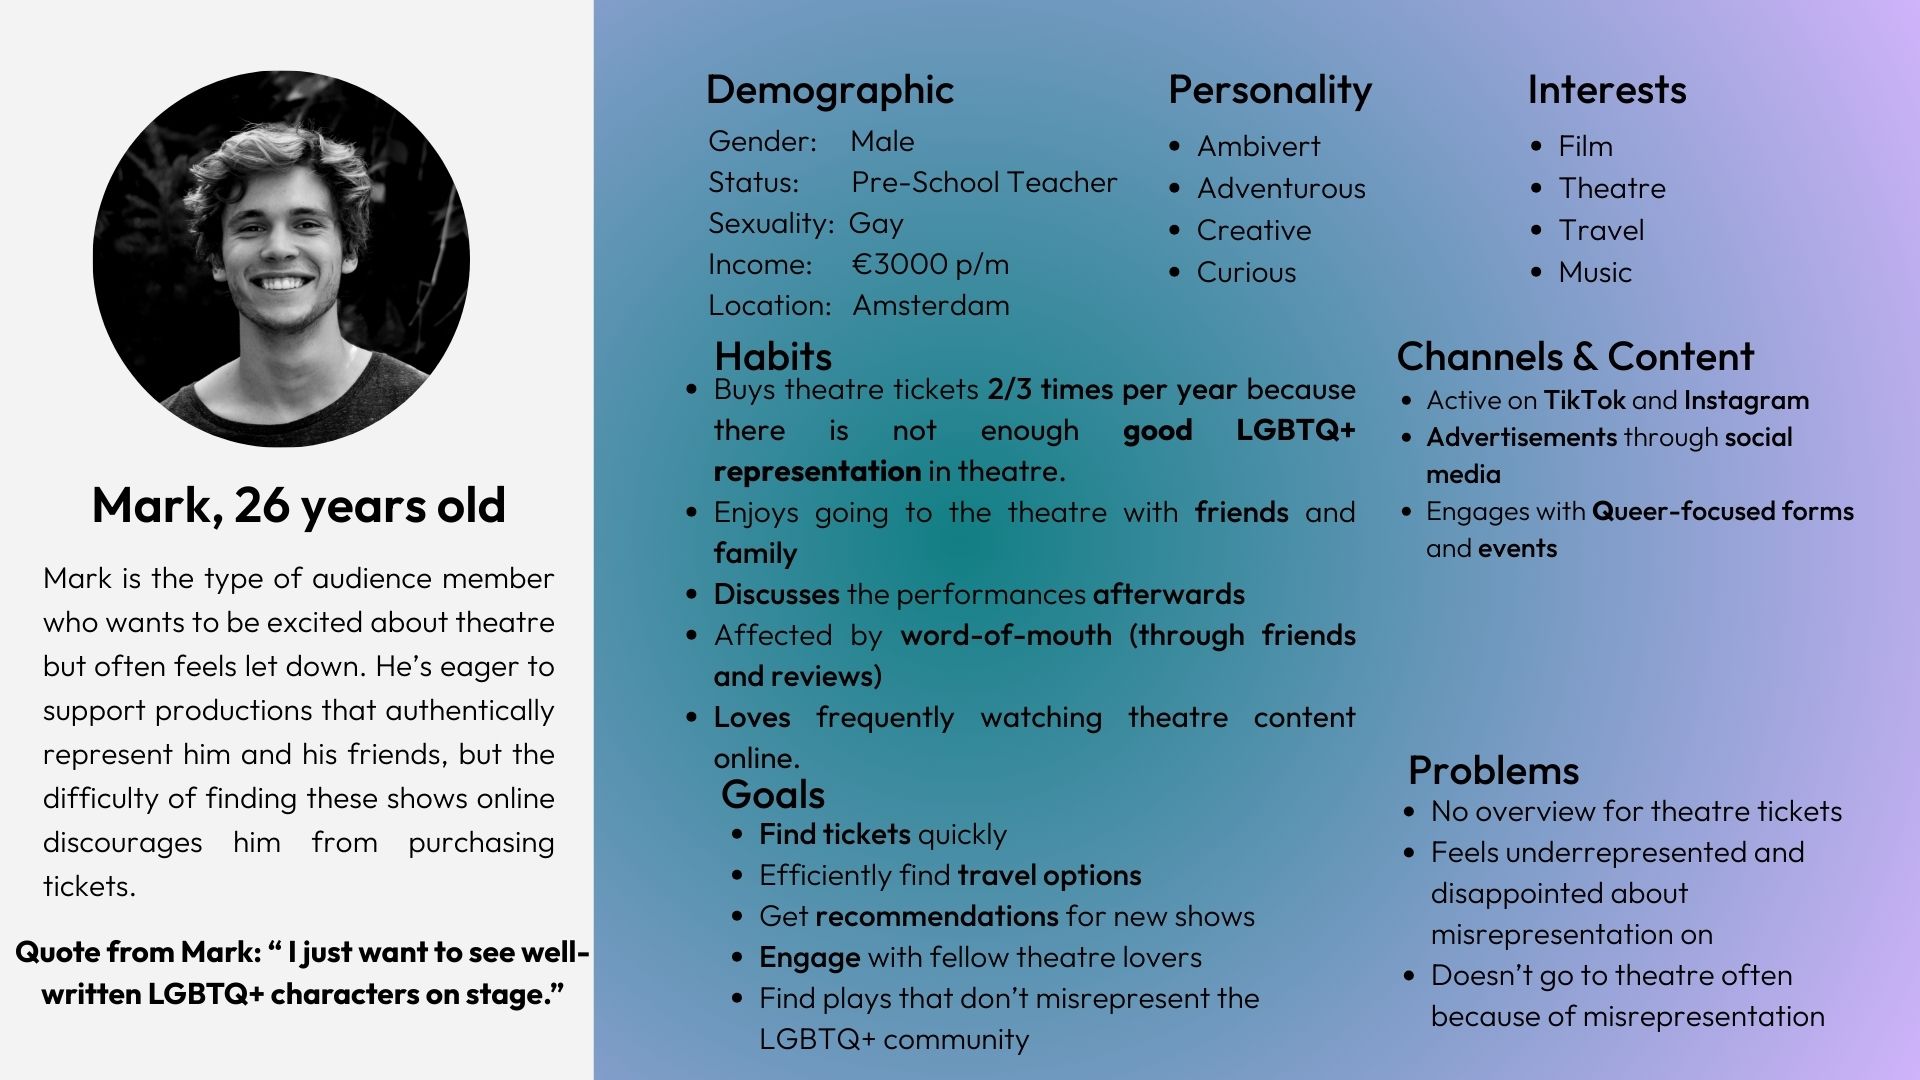 Mark, 26 years old
Mark is the type of audience member
who wants to be excited about theatre
but often feels let down. He’s eager to
support productions that authentically
represent him and his friends, but the
difficulty of finding these shows online
discourages him from purchasing
tickets.
Quote from Mark: “ I just want to see well-
written LGBTQ+ characters on stage.”
Demographic
Gender: Male
Status: Pre-School Teacher
Sexuality: Gay
Income: €3000 p/m
Location: Amsterdam
Personality
• Ambivert
• Adventurous
• Creative
• Curious
Interests
• Film
• Theatre
• Travel
• Music
Habits
• Buys theatre tickets 2/3 times per year because
there is not enough good LGBTQ+
representation in theatre.
• Enjoys going to the theatre with friends and
family
• Discusses the performances afterwards
• Affected by word-of-mouth (through friends
and reviews)
• Loves frequently watching theatre content
online.
Channels & Content
• Active on TikTok and Instagram
• Advertisements through social
media
• Engages with Queer-focused forms
and events
Goals
• Find tickets quickly
• Efficiently find travel options
• Get recommendations for new shows
• Engage with fellow theatre lovers
• Find plays that don’t misrepresent the
LGBTQ+ community
Problems
• No overview for theatre tickets
• Feels underrepresented and
disappointed about
misrepresentation on
• Doesn’t go to theatre often
because of misrepresentation